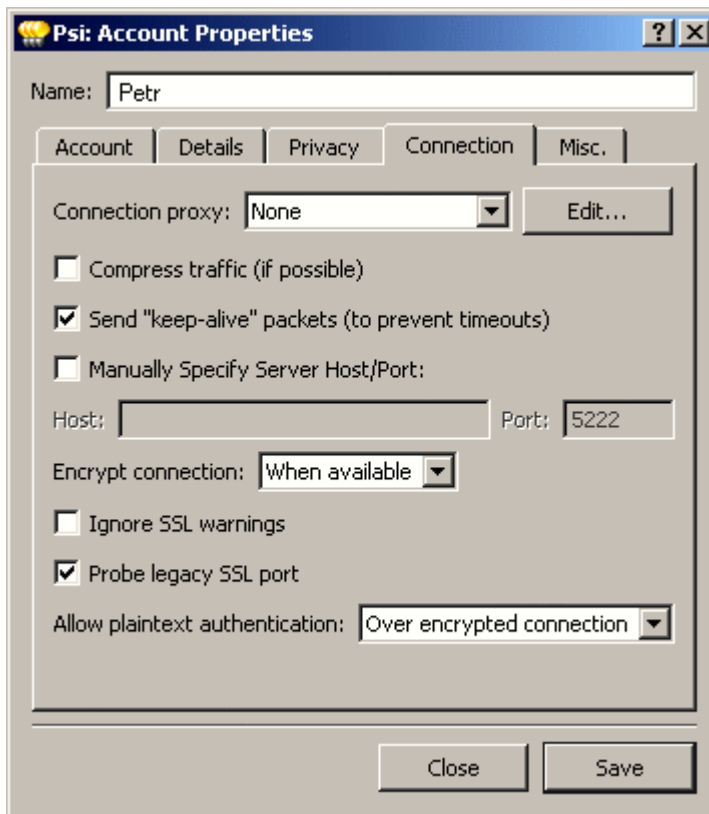 Psi: Account Properties
Name: Petr
Account Details Privacy Connection Misc.
Connection proxy: None Edit...
Compress traffic (if possible)
Send "keep-alive" packets (to prevent timeouts)
Manually Specify Server Host/Port:
Host: Port: 5222
Encrypt connection: When available
Ignore SSL warnings
Probe legacy SSL port
Allow plaintext authentication: Over encrypted connection
Close Save